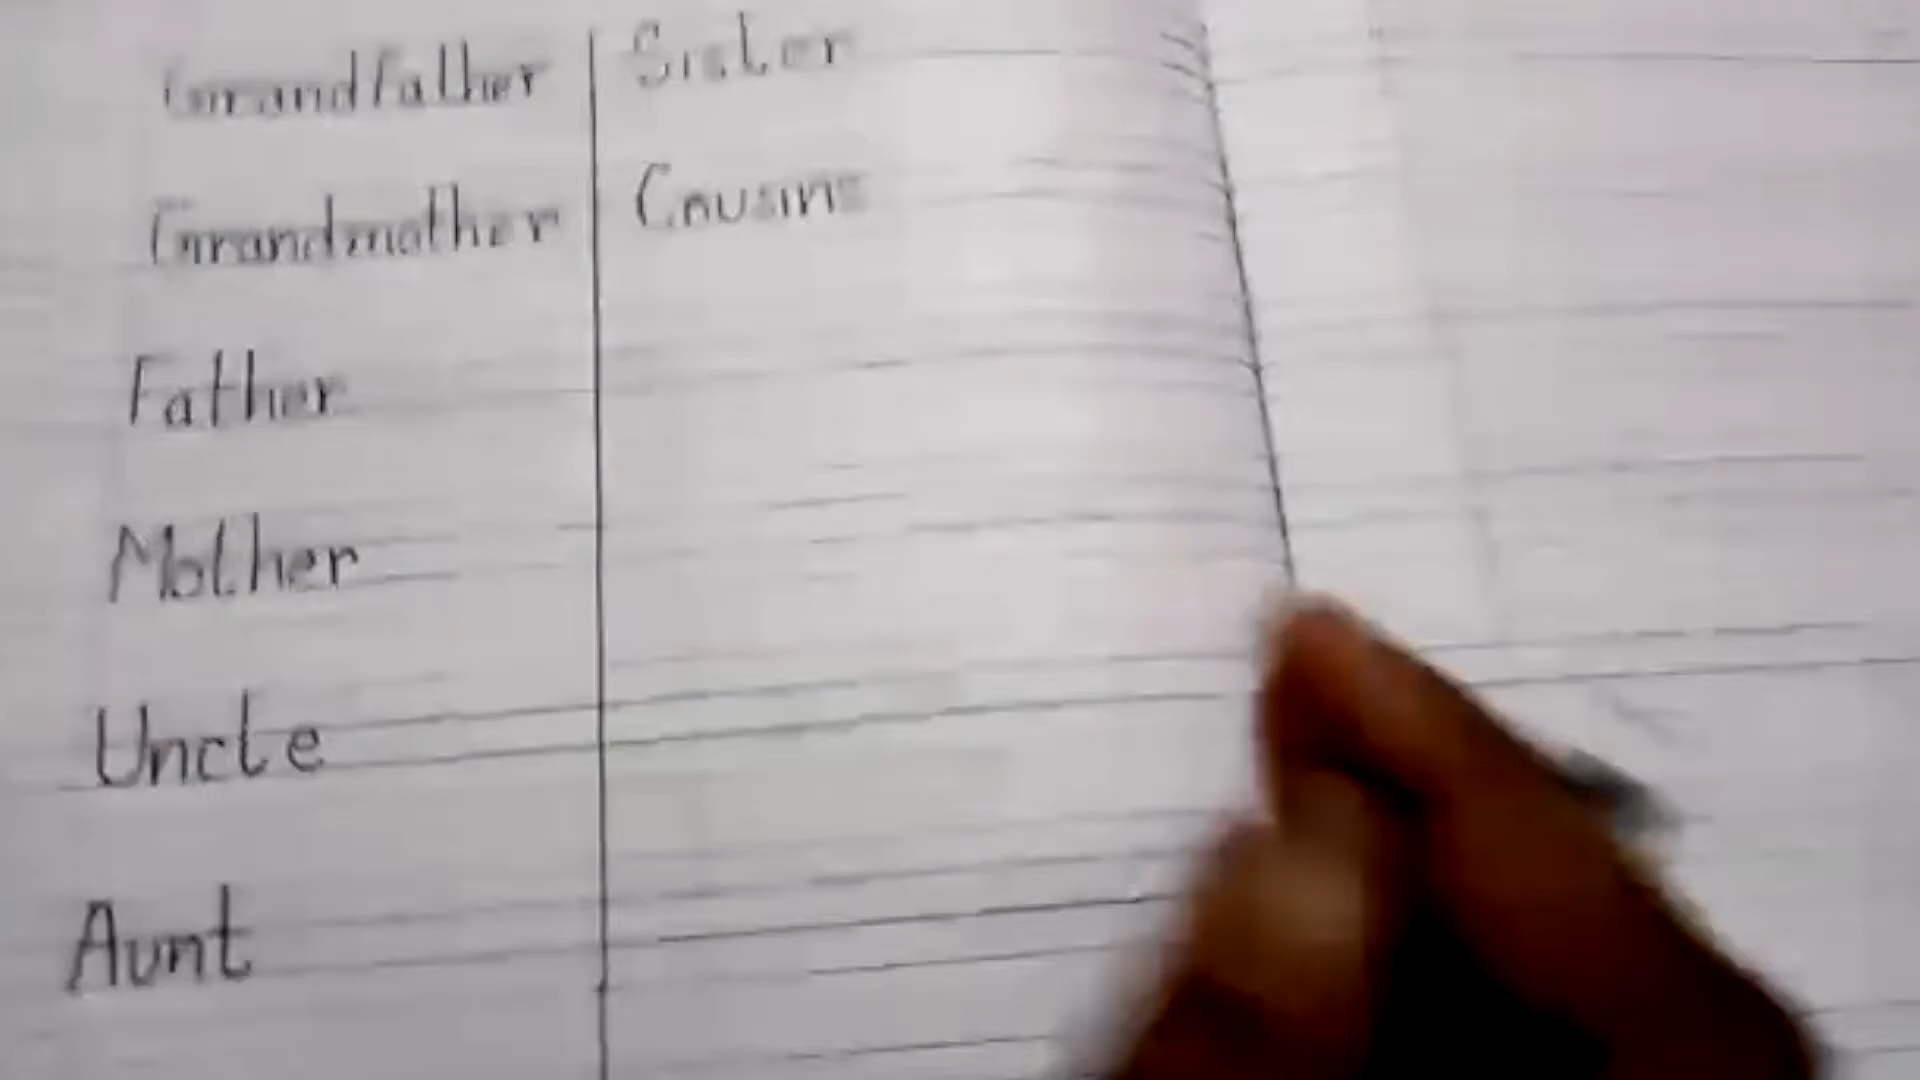 Grandfather
Grandmother
Father
Mother
Uncle
Aunt
Sister
Cousins